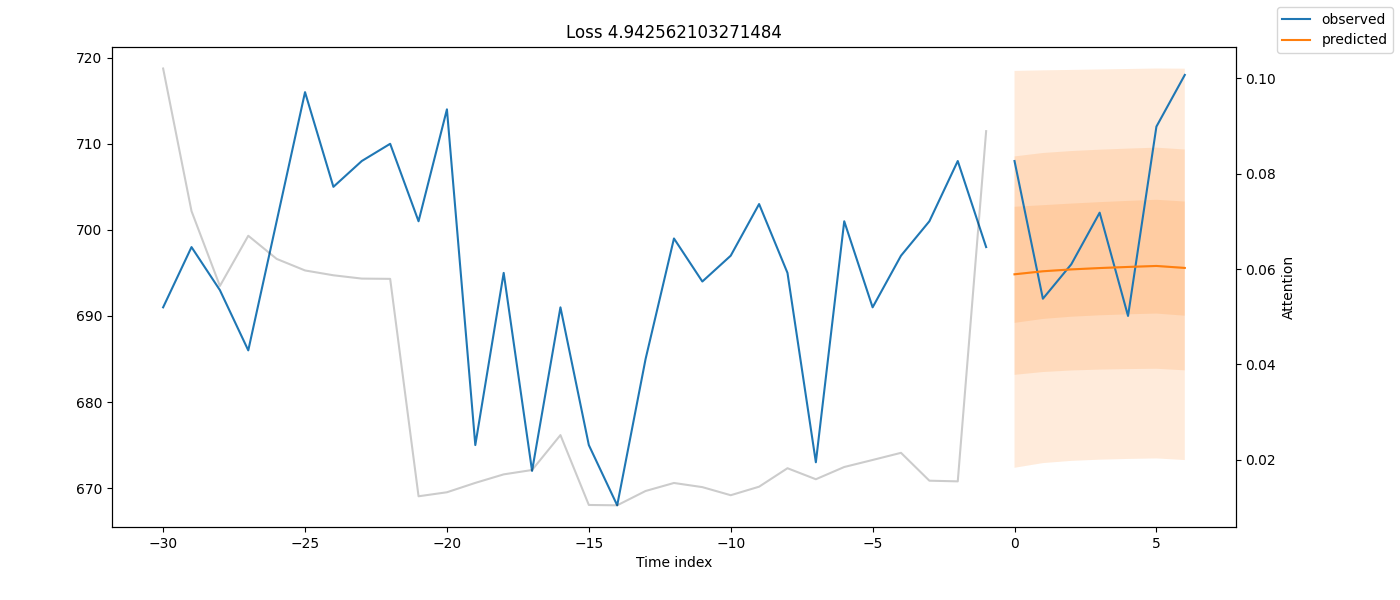 Loss 4.942562103271484
observed
predicted
720
710
700
690
680
670
0.10
0.08
0.06
0.04
0.02
Attention
−30 −25 −20 −15 −10 −5 0 5
Time index